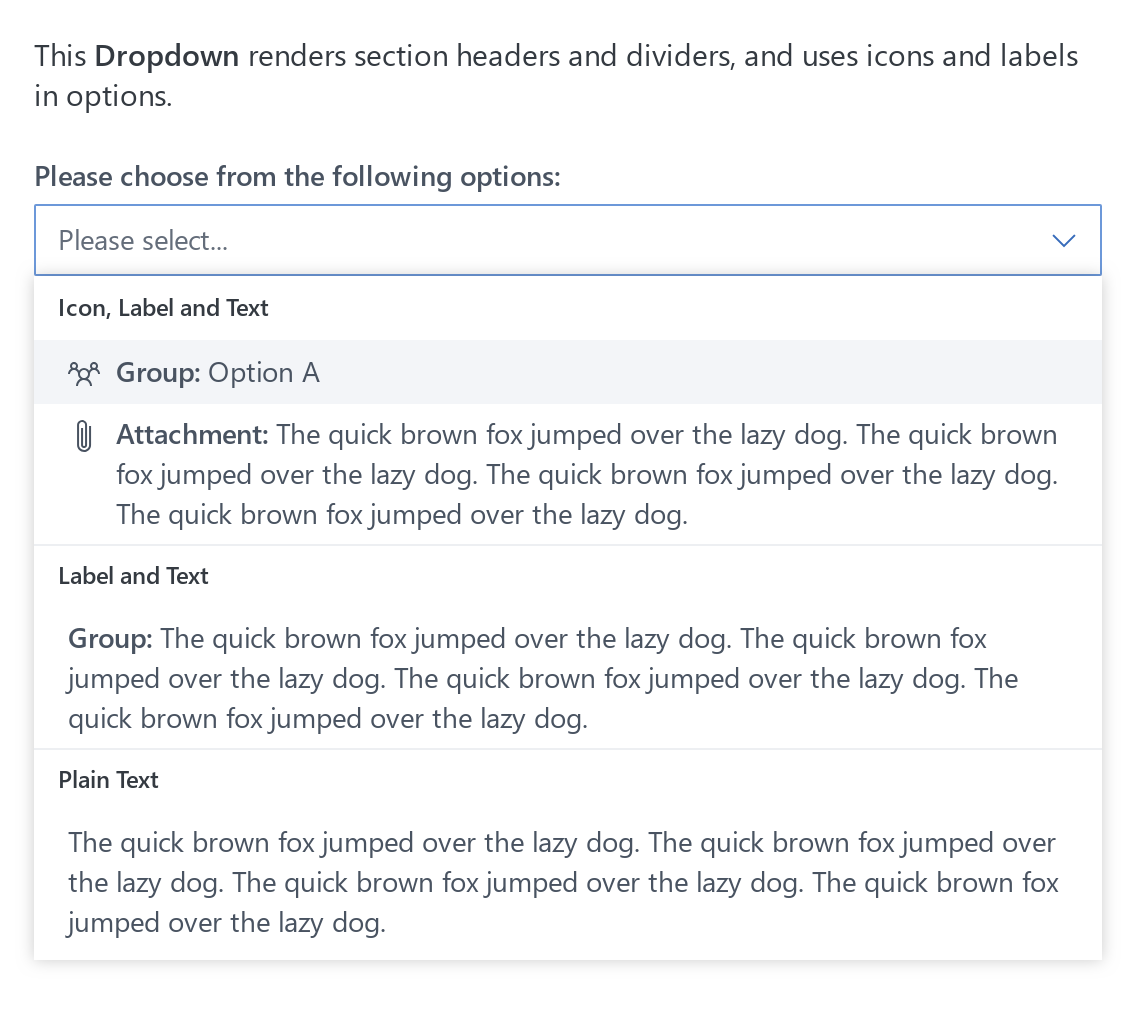 This Dropdown renders section headers and dividers, and uses icons and labels
in options.
Please choose from the following options:
Please select...
Icon, Label and Text
Group: Option A
Attachment: The quick brown fox jumped over the lazy dog. The quick brown
fox jumped over the lazy dog. The quick brown fox jumped over the lazy dog.
The quick brown fox jumped over the lazy dog.
Label and Text
Group: The quick brown fox jumped over the lazy dog. The quick brown fox
jumped over the lazy dog. The quick brown fox jumped over the lazy dog. The
quick brown fox jumped over the lazy dog.
Plain Text
The quick brown fox jumped over the lazy dog. The quick brown fox jumped over
the lazy dog. The quick brown fox jumped over the lazy dog. The quick brown fox
jumped over the lazy dog.